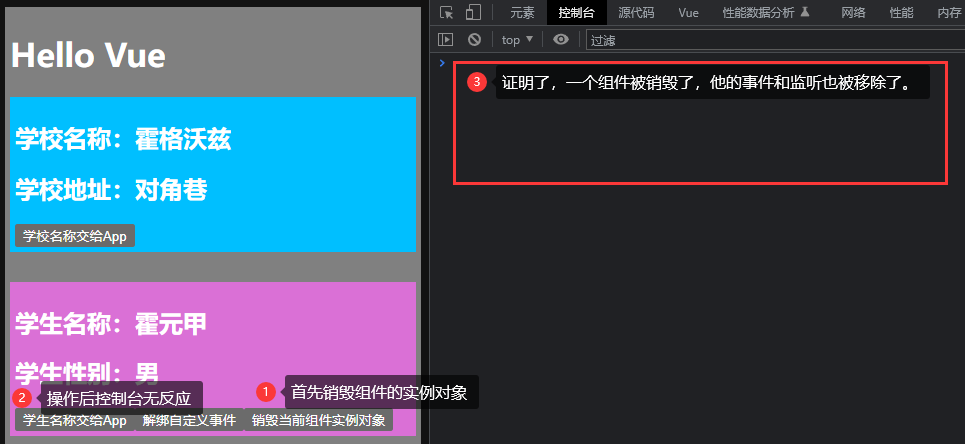 元素 控制台 源代码 Vue 性能数据分析 网络 性能 内存
top 过滤
Hello Vue
3 证明了，一个组件被销毁了，他的事件和监听也被移除了。
学校名称：霍格沃兹
学校地址：对角巷
学校名称交给App
学生名称：霍元甲
学生性别：男
2 操作后控制台无反应
1 首先销毁组件的实例对象
学生名称交给App 解绑自定义事件 销毁当前组件实例对象